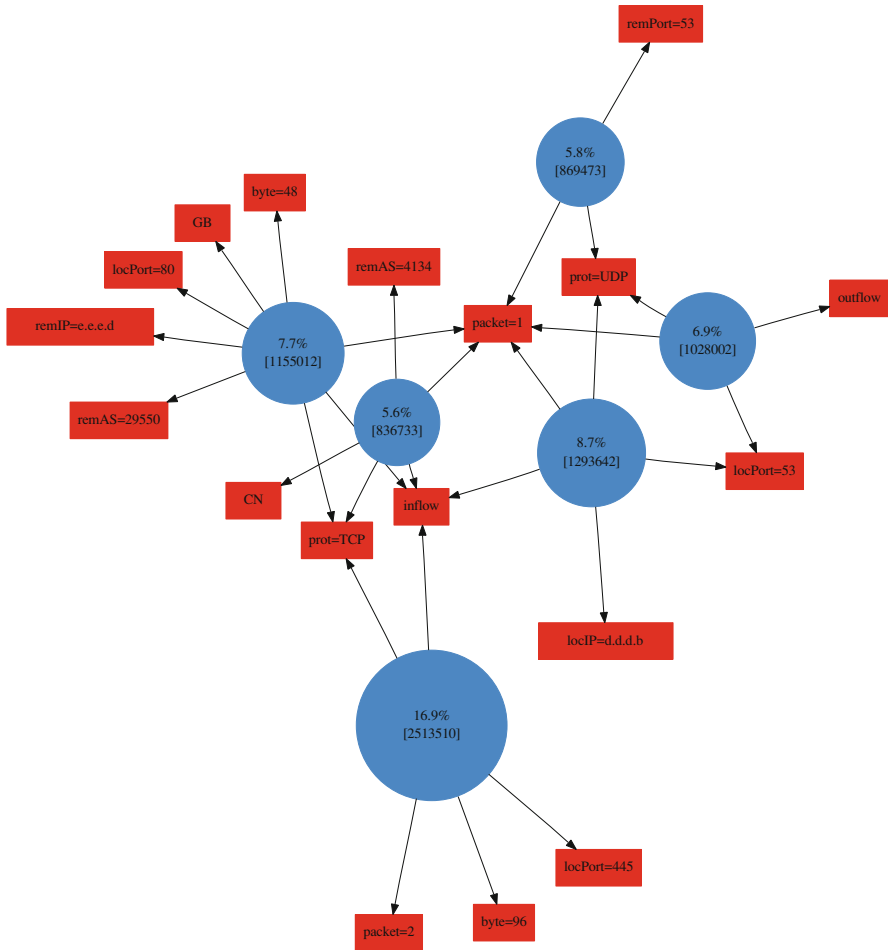 remPort=53
5.8%
[869473]
byte=48
GB
remAS=4134
locPort=80
prot=UDP
outflow
remIP=e.e.e.d
packet=1
7.7%
[1155012]
6.9%
[1028002]
remAS=29550
5.6%
[836733]
8.7%
[1293642]
locPort=53
CN
inflow
prot=TCP
locIP=d.d.d.b
16.9%
[2513510]
locPort=445
byte=96
packet=2